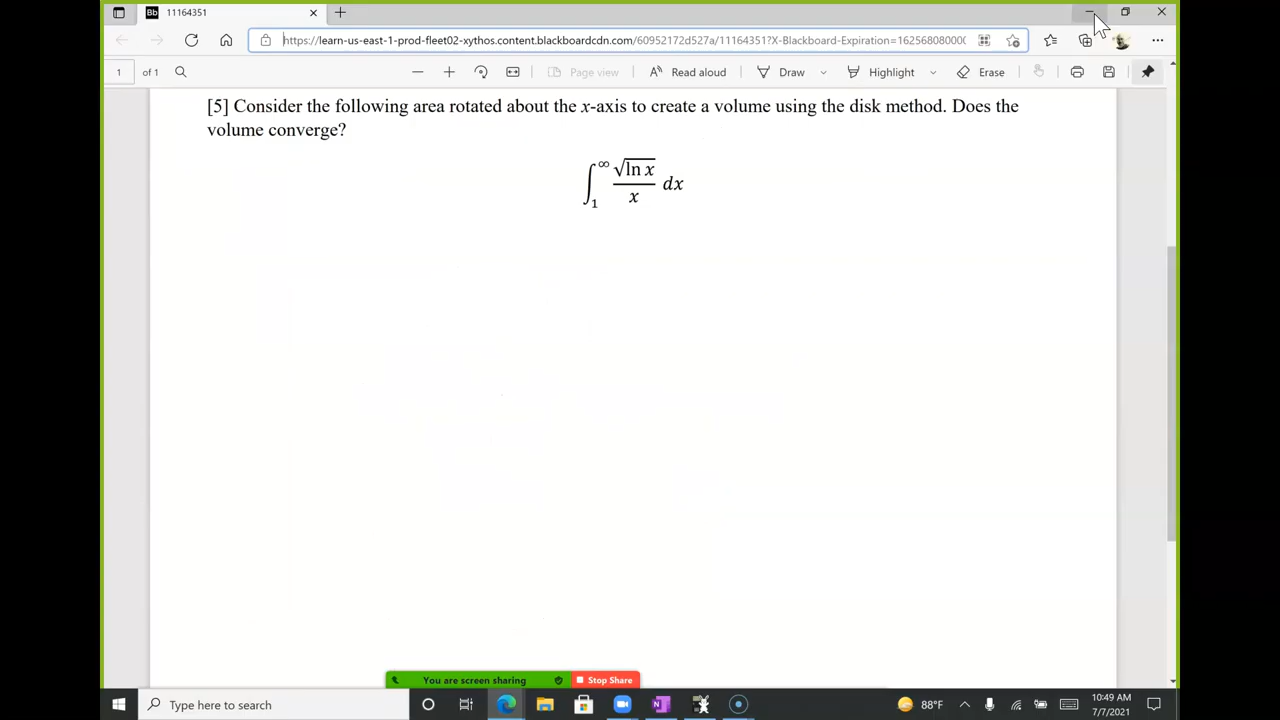 11164351
https://learn-us-east-1-prod-fleet02-xythos.content.blackboardcdn.com/60952172d527a/11164351?X-Blackboard-Expiration=1625680800000
1 of 1 Page view Read aloud Draw Highlight Erase
[5] Consider the following area rotated about the x-axis to create a volume using the disk method. Does the
volume converge?
∫₁^∞ √(ln x)/x dx
You are screen sharing Stop Share
Type here to search 88°F 10:49 AM
7/7/2021